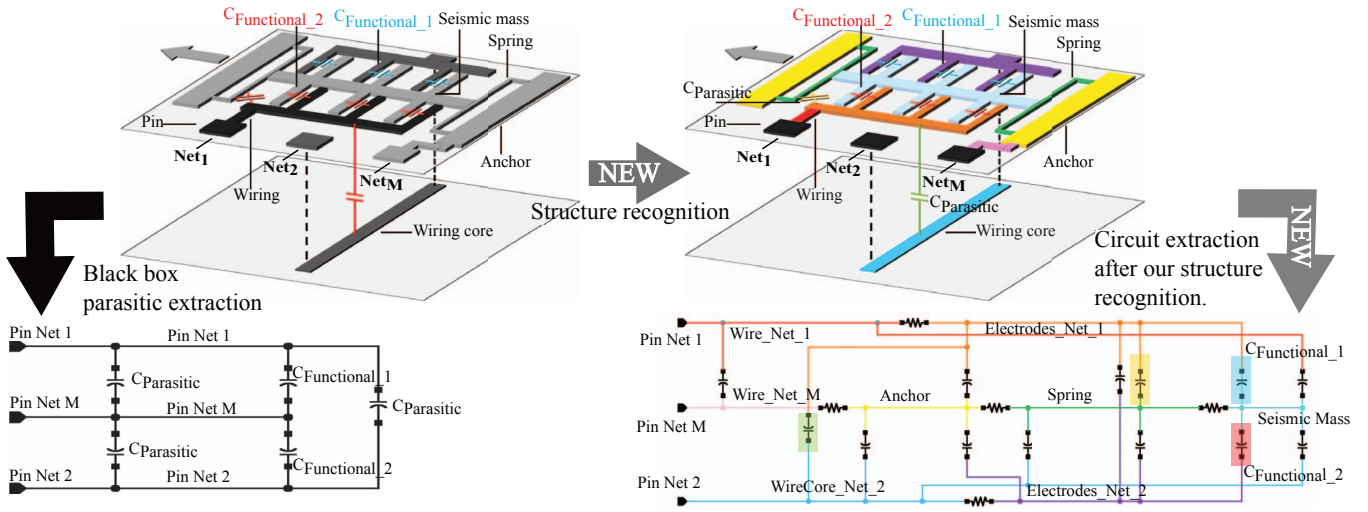 CFunctional_2
CFunctional_1
Seismic mass
Spring
Pin
Net1
Net2
NetM
Wiring
Anchor
Wiring core
NEW
Structure recognition
CFunctional_2
CFunctional_1
Seismic mass
Spring
CParasitic
Pin
Net1
Net2
NetM
Wiring
Anchor
CParasitic
Wiring core
Black box
parasitic extraction
NEW
Circuit extraction
after our structure
recognition.
Pin Net 1
Pin Net 1
CParasitic
CFunctional_1
CParasitic
Pin Net M
Pin Net M
CParasitic
CFunctional_2
Pin Net 2
Pin Net 2
Pin Net 1
Wire_Net_1
Electrodes_Net_1
CFunctional_1
Pin Net M
Wire_Net_M
Anchor
Spring
Seismic Mass
CFunctional_2
Pin Net 2
WireCore_Net_2
Electrodes_Net_2